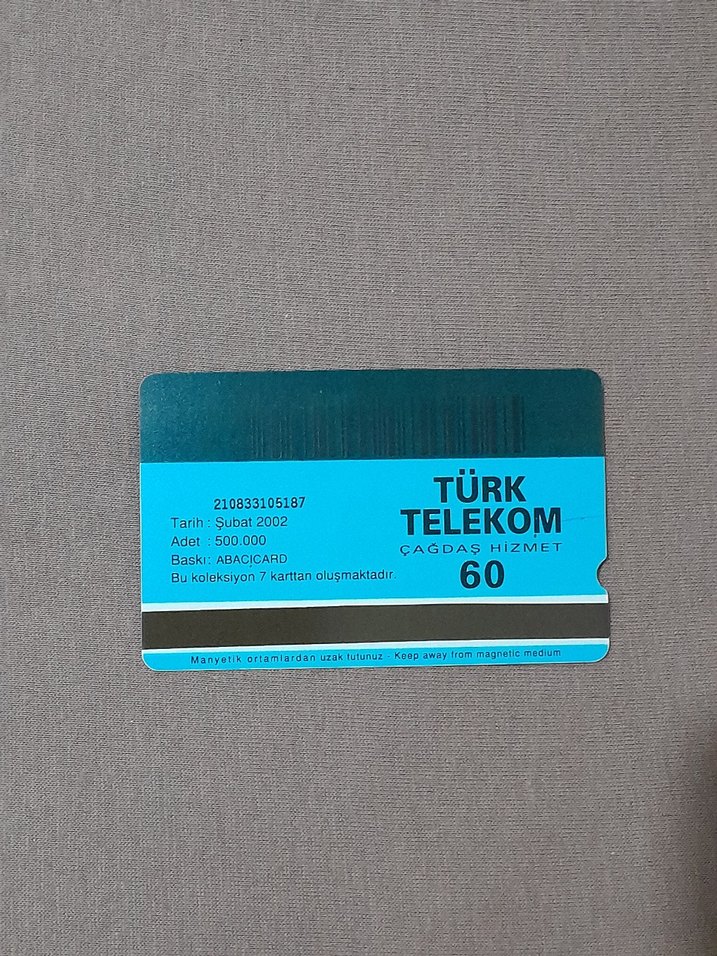 210833105187
Tarih : Şubat 2002
Adet : 500.000
Baskı : ABACICARD
Bu koleksiyon 7 karttan oluşmaktadır.
TÜRK
TELEKOM
ÇAĞDAŞ HİZMET
60
Manyetik ortamlardan uzak tutunuz - Keep away from magnetic medium